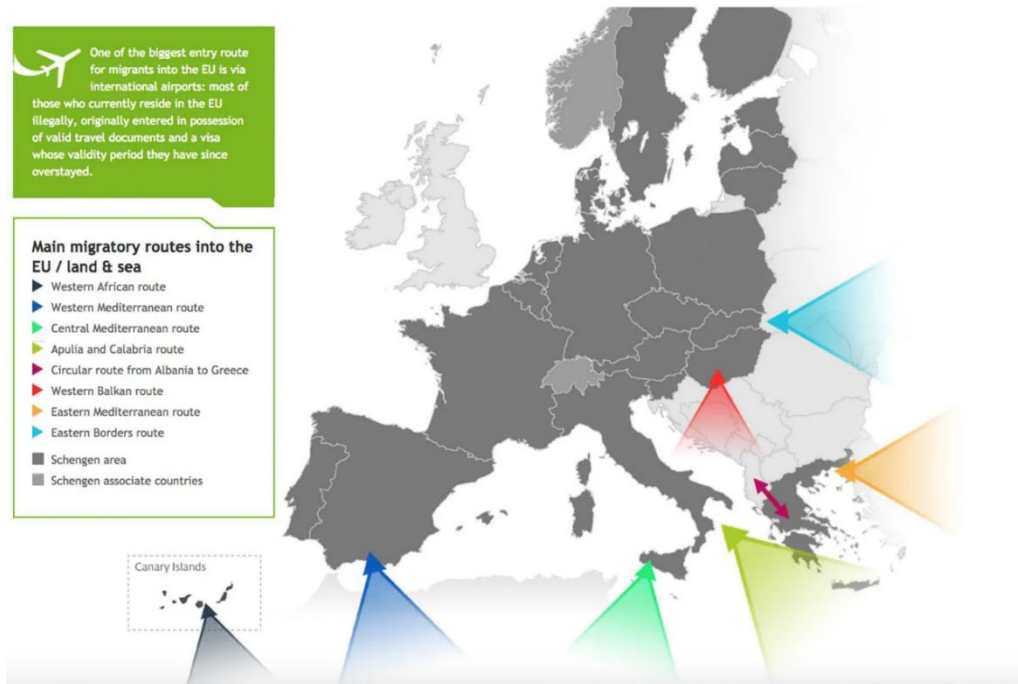 One of the biggest entry route
for migrants into the EU is via
international airports: most of
those who currently reside in the EU
illegally, originally entered in possession
of valid travel documents and a visa
whose validity period they have since
overstayed.
Main migratory routes into the
EU / land & sea
Western African route
Western Mediterranean route
Central Mediterranean route
Apulia and Calabria route
Circular route from Albania to Greece
Western Balkan route
Eastern Mediterranean route
Eastern Borders route
Schengen area
Schengen associate countries
Canary Islands